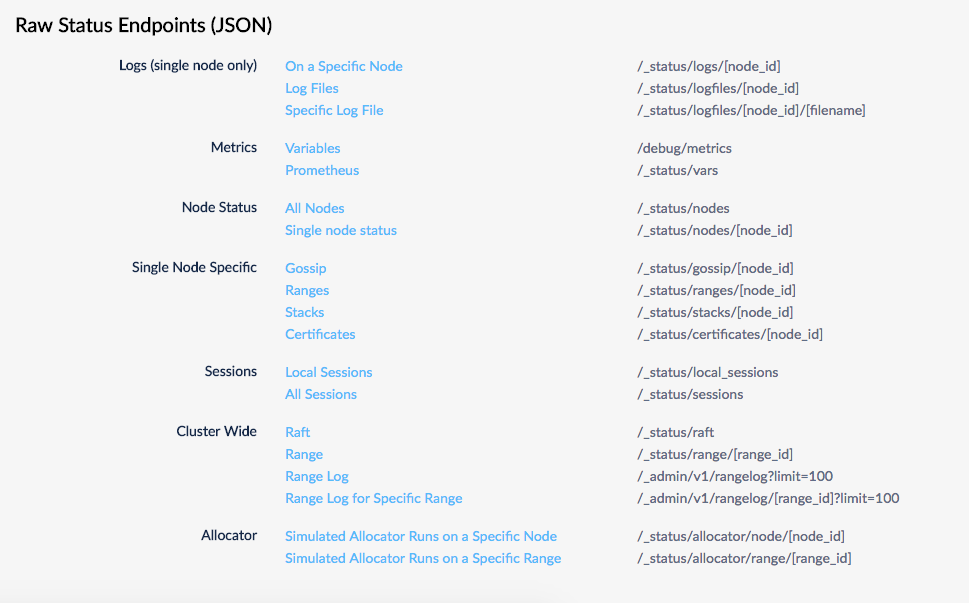 Raw Status Endpoints (JSON)
Logs (single node only) On a Specific Node /_status/logs/[node_id]
Log Files /_status/logfiles/[node_id]
Specific Log File /_status/logfiles/[node_id]/[filename]
Metrics Variables /debug/metrics
Prometheus /_status/vars
Node Status All Nodes /_status/nodes
Single node status /_status/nodes/[node_id]
Single Node Specific Gossip /_status/gossip/[node_id]
Ranges /_status/ranges/[node_id]
Stacks /_status/stacks/[node_id]
Certificates /_status/certificates/[node_id]
Sessions Local Sessions /_status/local_sessions
All Sessions /_status/sessions
Cluster Wide Raft /_status/raft
Range /_status/range/[range_id]
Range Log /_admin/v1/rangelog?limit=100
Range Log for Specific Range /_admin/v1/rangelog/[range_id]?limit=100
Allocator Simulated Allocator Runs on a Specific Node /_status/allocator/node/[node_id]
Simulated Allocator Runs on a Specific Range /_status/allocator/range/[range_id]